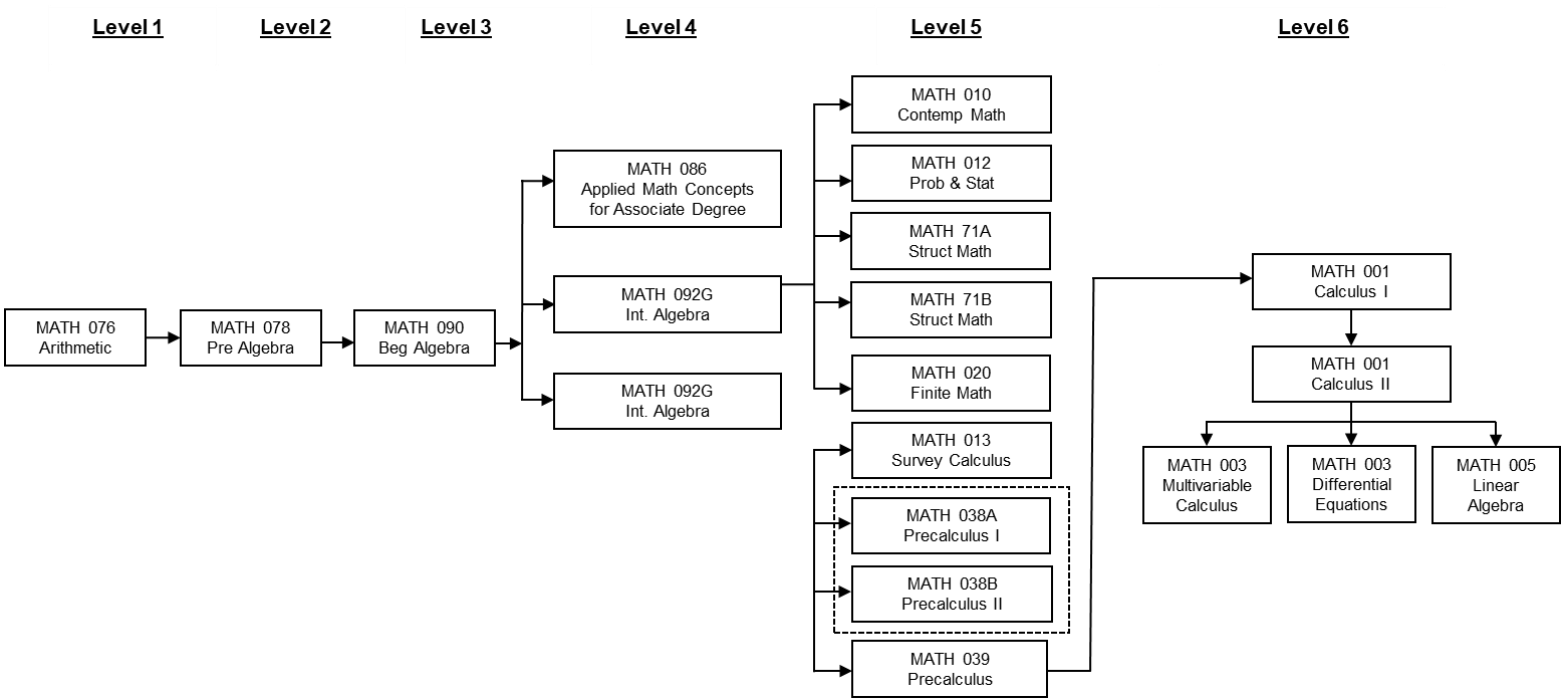 Level 1
Level 2
Level 3
Level 4
Level 5
Level 6
MATH 076
Arithmetic
MATH 078
Pre Algebra
MATH 090
Beg Algebra
MATH 086
Applied Math Concepts
for Associate Degree
MATH 092G
Int. Algebra
MATH 092G
Int. Algebra
MATH 010
Contemp Math
MATH 012
Prob & Stat
MATH 71A
Struct Math
MATH 71B
Struct Math
MATH 020
Finite Math
MATH 013
Survey Calculus
MATH 038A
Precalculus I
MATH 038B
Precalculus II
MATH 039
Precalculus
MATH 001
Calculus I
MATH 001
Calculus II
MATH 003
Multivariable
Calculus
MATH 003
Differential
Equations
MATH 005
Linear
Algebra